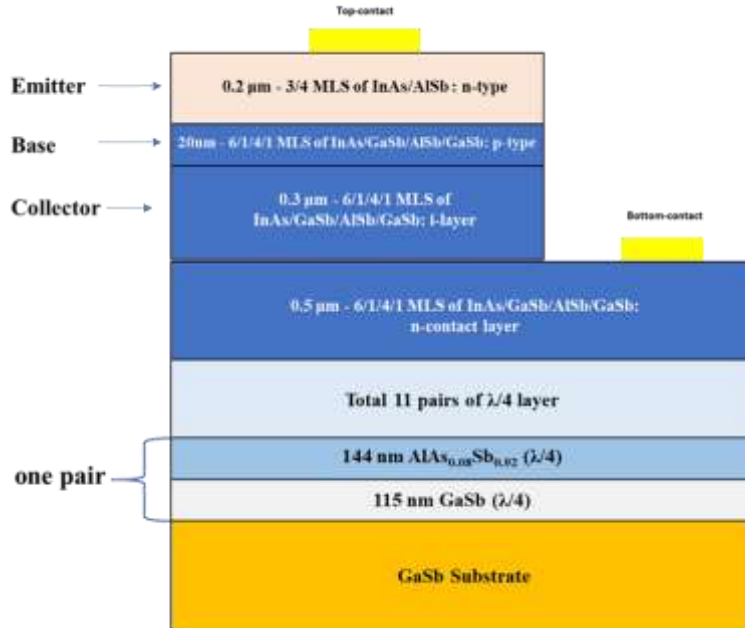 Top-contact
Emitter
0.2 μm - 3/4 MLS of InAs/AlSb : n-type
Base
20nm - 6/1/4/1 MLS of InAs/GaSb/AlSb/GaSb: p-type
Collector
0.3 μm - 6/1/4/1 MLS of
InAs/GaSb/AlSb/GaSb: i-layer
Bottom-contact
0.5 μm - 6/1/4/1 MLS of InAs/GaSb/AlSb/GaSb:
n-contact layer
Total 11 pairs of λ/4 layer
one pair
144 nm AlAs₀.₀₈Sb₀.₉₂ (λ/4)
115 nm GaSb (λ/4)
GaSb Substrate